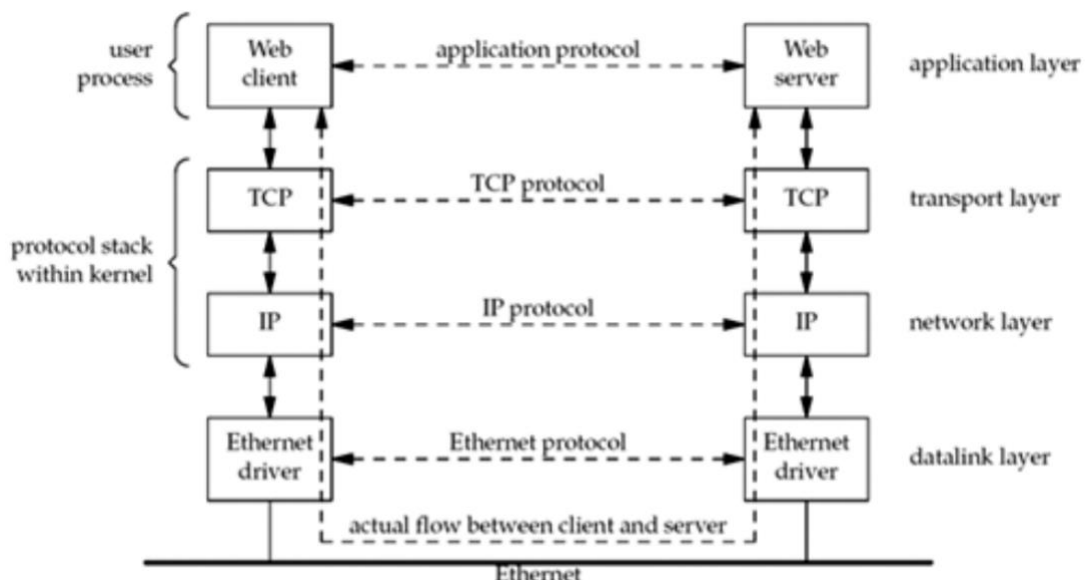 user
process
Web
client
application protocol
Web
server
application layer
TCP
TCP protocol
TCP
transport layer
protocol stack
within kernel
IP
IP protocol
IP
network layer
Ethernet
driver
Ethernet protocol
Ethernet
driver
datalink layer
actual flow between client and server
Ethernet